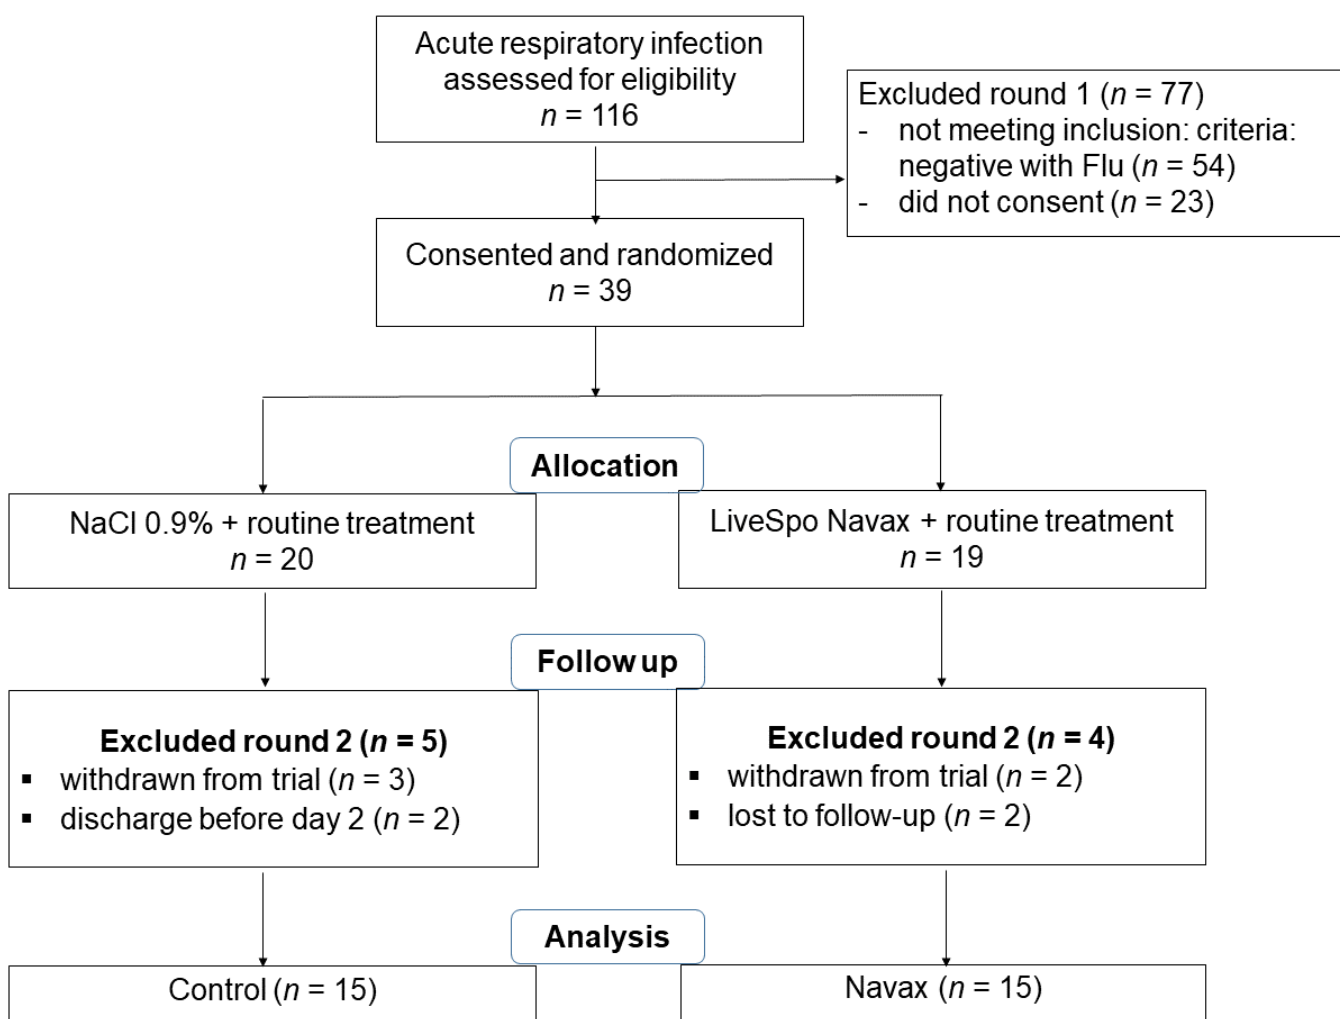 Acute respiratory infection
assessed for eligibility
n = 116
Excluded round 1 (n = 77)
- not meeting inclusion: criteria:
negative with Flu (n = 54)
- did not consent (n = 23)
Consented and randomized
n = 39
Allocation
NaCl 0.9% + routine treatment
n = 20
LiveSpo Navax + routine treatment
n = 19
Follow up
Excluded round 2 (n = 5)
▪ withdrawn from trial (n = 3)
▪ discharge before day 2 (n = 2)
Excluded round 2 (n = 4)
▪ withdrawn from trial (n = 2)
▪ lost to follow-up (n = 2)
Analysis
Control (n = 15)
Navax (n = 15)